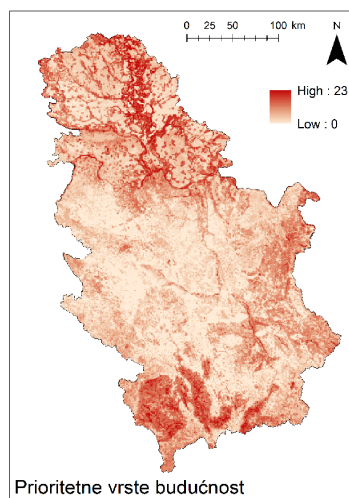 0 25 50 100 km
N
High : 23
Low : 0
Prioritetne vrste budućnost